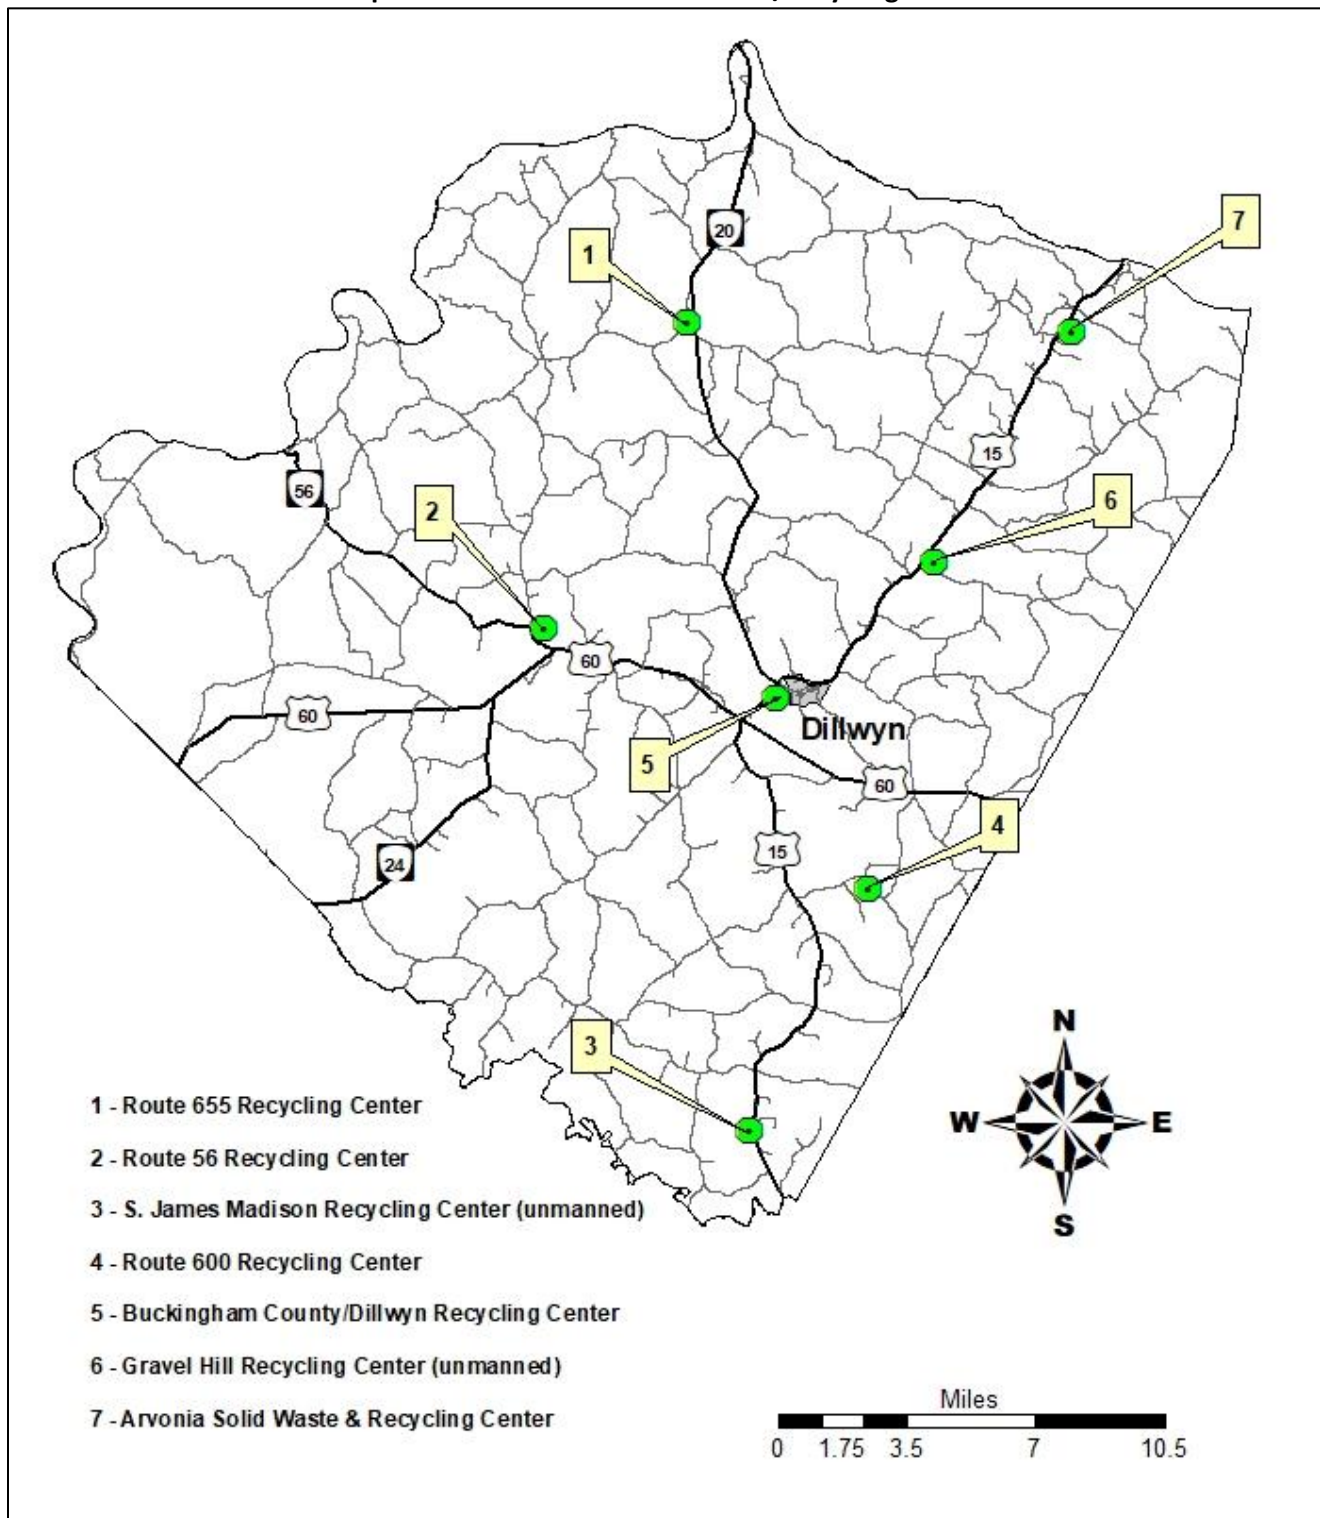 20
7
1
15
56
6
2
60
60
Dillwyn
5
60
4
15
24
3
N
W E
S
1 - Route 655 Recycling Center
2 - Route 56 Recycling Center
3 - S. James Madison Recycling Center (unmanned)
4 - Route 600 Recycling Center
5 - Buckingham County/Dillwyn Recycling Center
6 - Gravel Hill Recycling Center (unmanned)
7 - Arvonia Solid Waste & Recycling Center
Miles
0 1.75 3.5 7 10.5